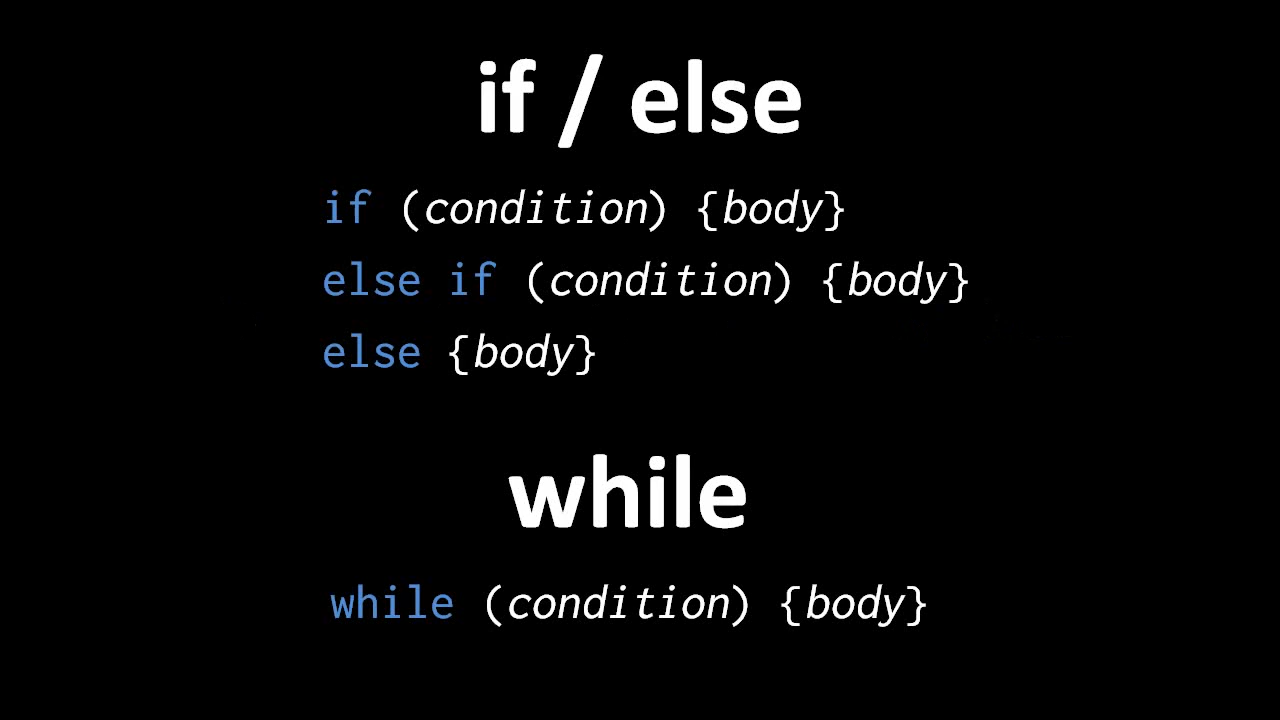 if / else
if (condition) {body}
else if (condition) {body}
else {body}
while
while (condition) {body}